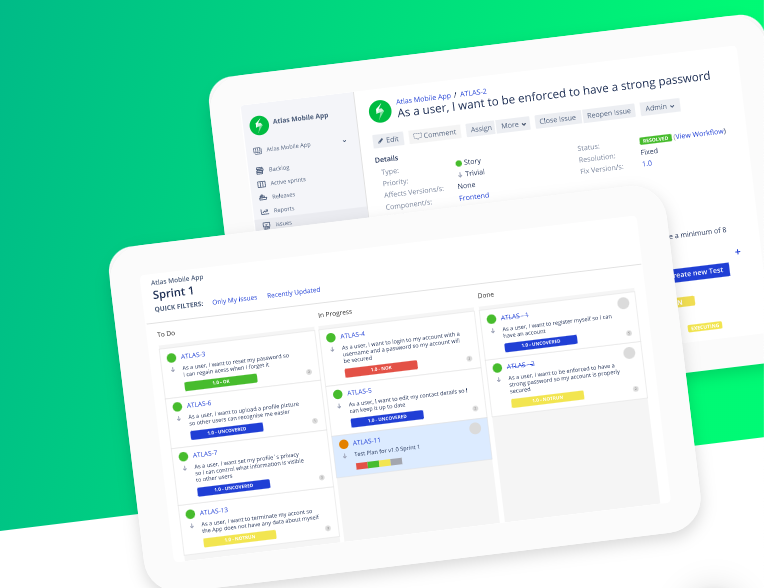 Atlas Mobile App / ATLAS-2
As a user, I want to be enforced to have a strong password
Edit Comment Assign More Close Issue Reopen Issue Admin
Atlas Mobile App
Atlas Mobile App
Backlog
Active sprints
Releases
Reports
Issues
Details
Type: Story
Priority: Trivial
Affects Versions/s: None
Component/s: Frontend
Status: RESOLVED (View Workflow)
Resolution: Fixed
Fix Version/s: 1.0
e a minimum of 8
+
reate new Test
EXECUTING
Atlas Mobile App
Sprint 1
QUICK FILTERS: Only My Issues Recently Updated
To Do
ATLAS-3
As a user, I want to reset my password so
I can regain acess when I forget it
1.0 - OK
ATLAS-6
As a user, I want to upload a profile picture
so other users can recognise me easier
1.0 - UNCOVERED
ATLAS-7
As a user, I want set my profile´s privacy
so I can control what information is visible
to other users
1.0 - UNCOVERED
ATLAS-13
As a user, I want to terminate my accont so
the App does not have any data about myself
1.0 - NOTRUN
In Progress
ATLAS-4
As a user, I want to login to my account with a
username and a password so my account will
be secured
1.0 - NOK
ATLAS-5
As a user, I want to edit my contact details so I
can keep it up to date
1.0 - UNCOVERED
ATLAS-11
Test Plan for v1.0 Sprint 1
Done
ATLAS - 1
As a user, I want to register myself so I can
have an account
1.0 - UNCOVERED
ATLAS - 2
As a user, I want to be enforced to have a
strong password so my account is properly
secured
1.0 - NOTRUN